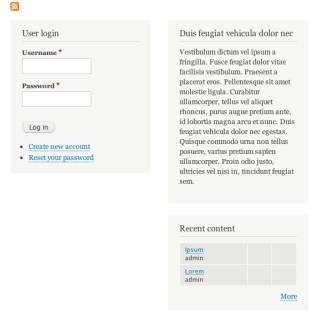 User login
Username *
Password *
Log in
Create new account
Reset your password
Duis feugiat vehicula dolor nec
Vestibulum dictum vel ipsum a
fringilla. Fusce feugiat dolor vitae
facilisis vestibulum. Praesent a
placerat eros. Pellentesque sit amet
molestie ligula. Curabitur
ullamcorper, tellus vel aliquet
rhoncus, purus augue pretium ante,
id lobortis magna arcu et nunc. Duis
feugiat vehicula dolor nec egestas.
Quisque commodo urna non tellus
posuere, varius pretium sapien
ullamcorper. Proin odio justo,
ultricies vel nisi in, tincidunt feugiat
sem.
Recent content
Ipsum
admin
Lorem
admin
More